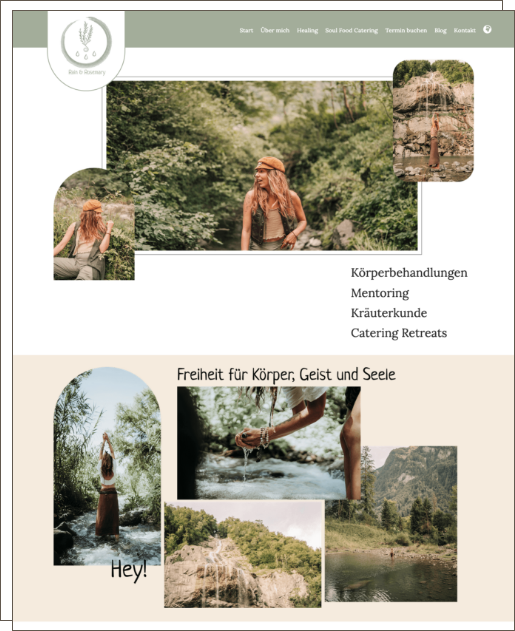 Start Über mich Healing Soul Food Catering Termin buchen Blog Kontakt
Rain & Rosemary
Körperbehandlungen
Mentoring
Kräuterkunde
Catering Retreats
Freiheit für Körper, Geist und Seele
Hey!